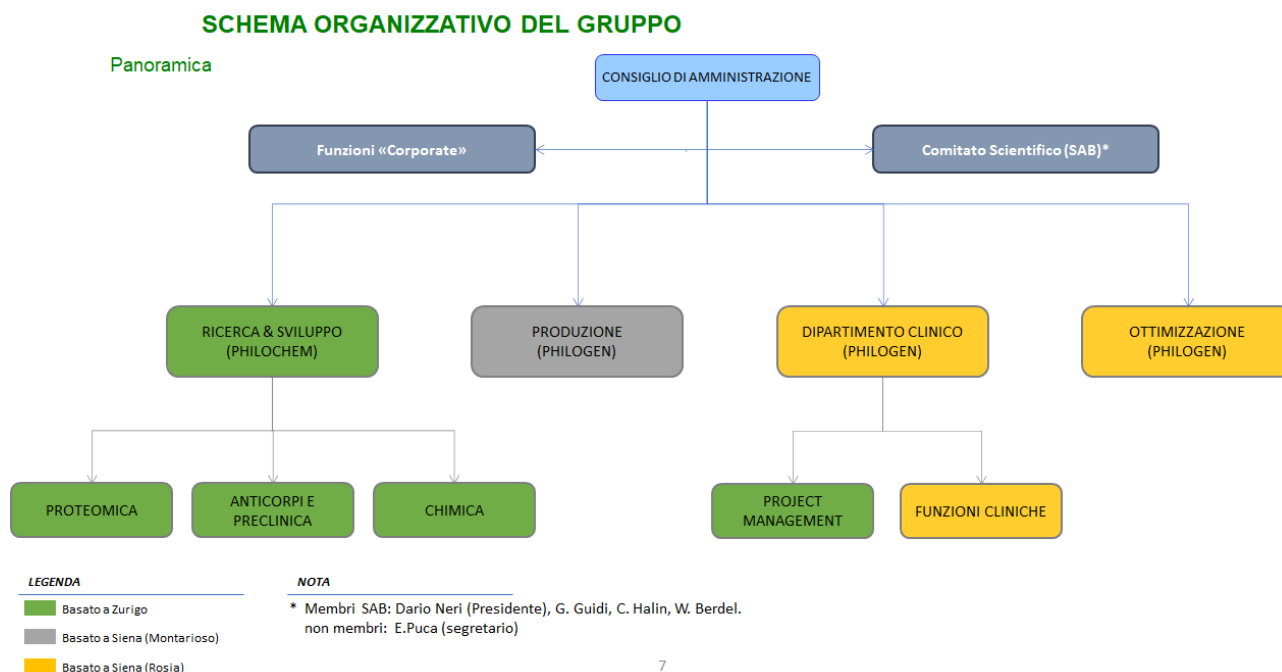 SCHEMA ORGANIZZATIVO DEL GRUPPO
Panoramica
CONSIGLIO DI AMMINISTRAZIONE
Funzioni «Corporate»
Comitato Scientifico (SAB)*
RICERCA & SVILUPPO
(PHILOCHEM)
PRODUZIONE
(PHILOGEN)
DIPARTIMENTO CLINICO
(PHILOGEN)
OTTIMIZZAZIONE
(PHILOGEN)
PROTEOMICA
ANTICORPI E
PRECLINICA
CHIMICA
PROJECT
MANAGEMENT
FUNZIONI CLINICHE
LEGENDA
Basato a Zurigo
Basato a Siena (Montarioso)
Basato a Siena (Rosia)
NOTA
* Membri SAB: Dario Neri (Presidente), G. Guidi, C. Halin, W. Berdel.
non membri: E.Puca (segretario)
7